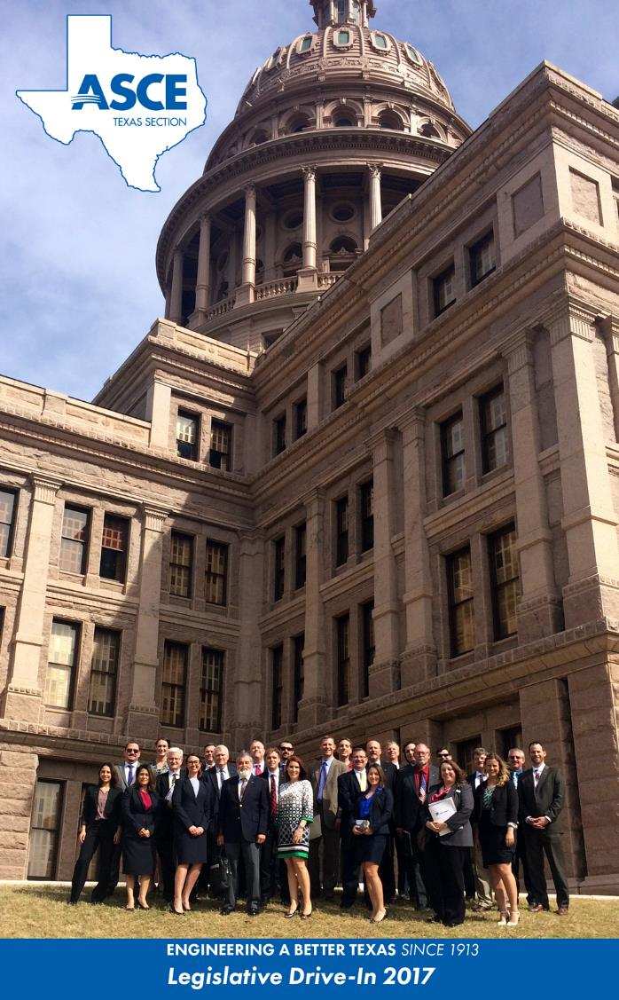 ASCE
TEXAS SECTION
ENGINEERING A BETTER TEXAS SINCE 1913
Legislative Drive-In 2017